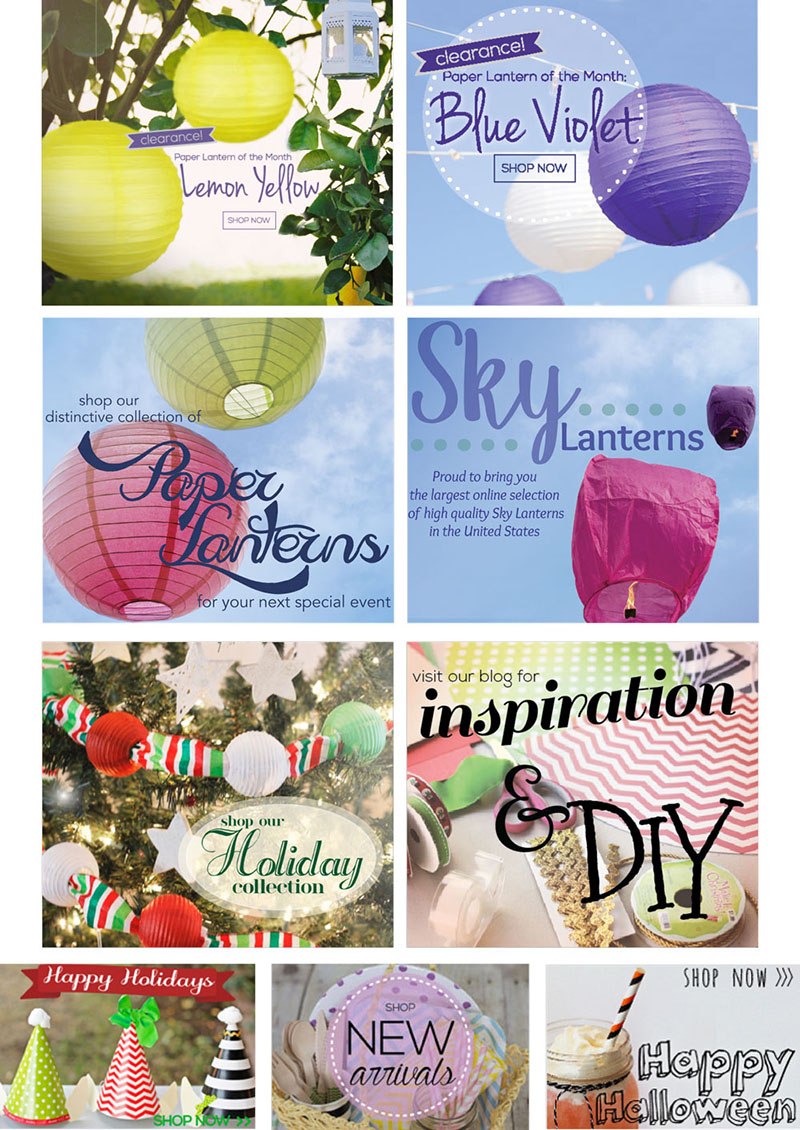 clearance!
Paper Lantern of the Month
Lemon Yellow
SHOP NOW
clearance!
Paper Lantern of the Month:
Blue Violet
SHOP NOW
shop our
distinctive collection of
Paper
Lanterns
for your next special event
Sky
Lanterns
Proud to bring you
the largest online selection
of high quality Sky Lanterns
in the United States
shop our
Holiday
collection
visit our blog for
inspiration
& DIY
Happy Holidays
SHOP NOW >>
SHOP
NEW
arrivals
SHOP NOW >>>
Happy
Halloween